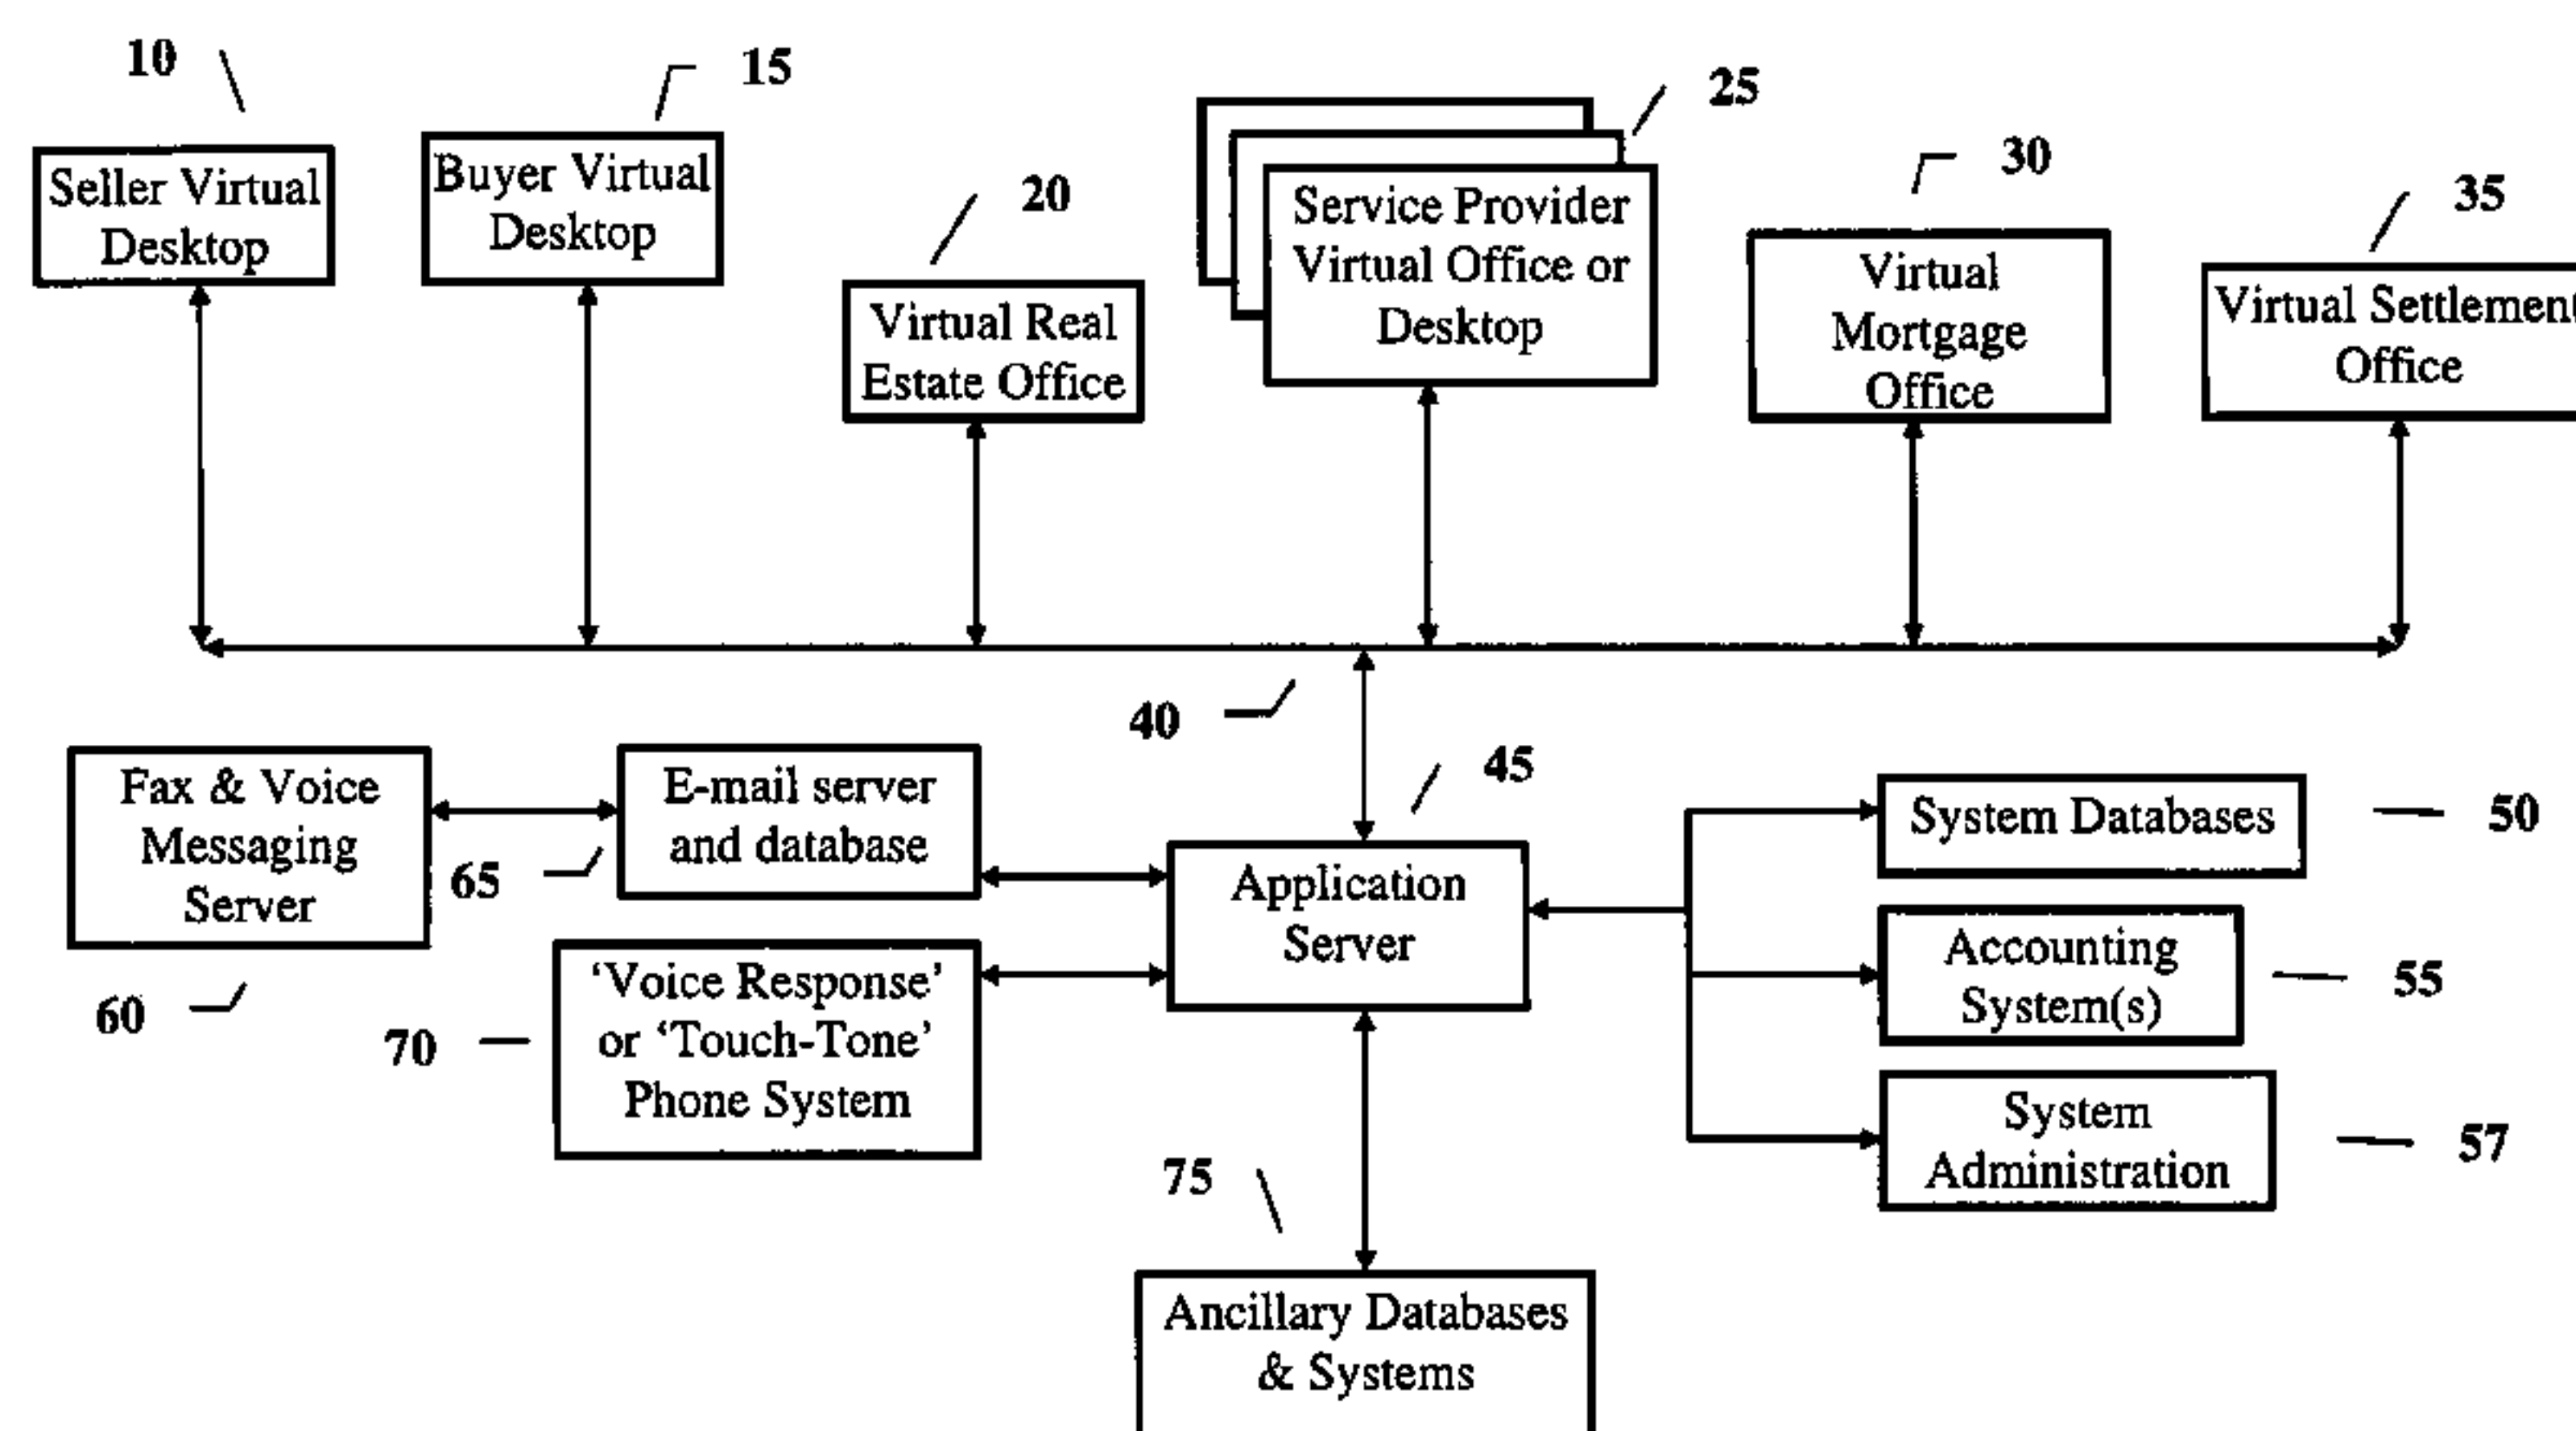 10
15
25
20
30
35
Seller Virtual
Desktop
Buyer Virtual
Desktop
Virtual Real
Estate Office
Service Provider
Virtual Office or
Desktop
Virtual
Mortgage
Office
Virtual Settlement
Office
40
45
Fax & Voice
Messaging
Server
60
E-mail server
and database
65
'Voice Response'
or 'Touch-Tone'
Phone System
70
Application
Server
System Databases
50
Accounting
System(s)
55
System
Administration
57
75
Ancillary Databases
& Systems